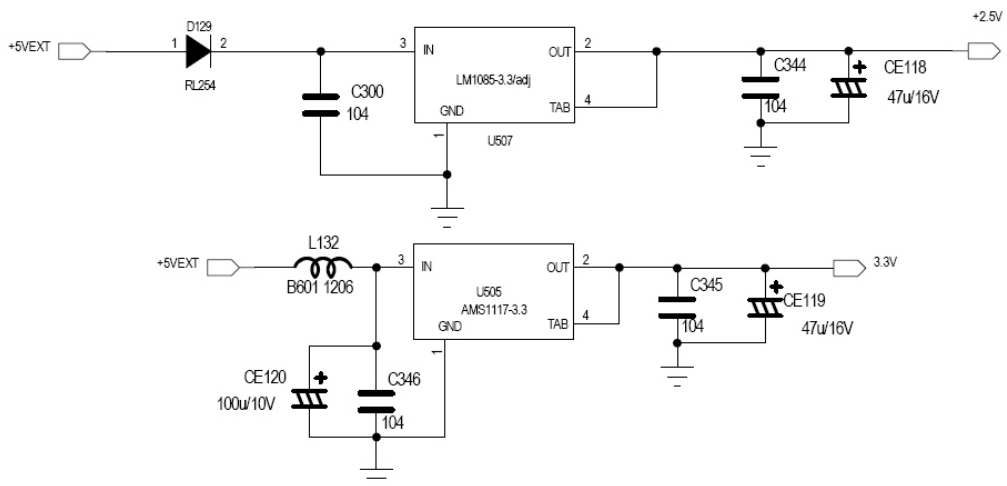 D129
+5VEXT
1
2
RL254
C300
104
3
IN
OUT
2
LM1085-3.3/adj
TAB
4
GND
1
U507
+2.5V
C344
104
CE118
47u/16V
+5VEXT
L132
B601 1206
3
IN
OUT
2
U505
AMS1117-3.3
GND
TAB
4
1
3.3V
C345
104
CE119
47u/16V
CE120
100u/10V
C346
104